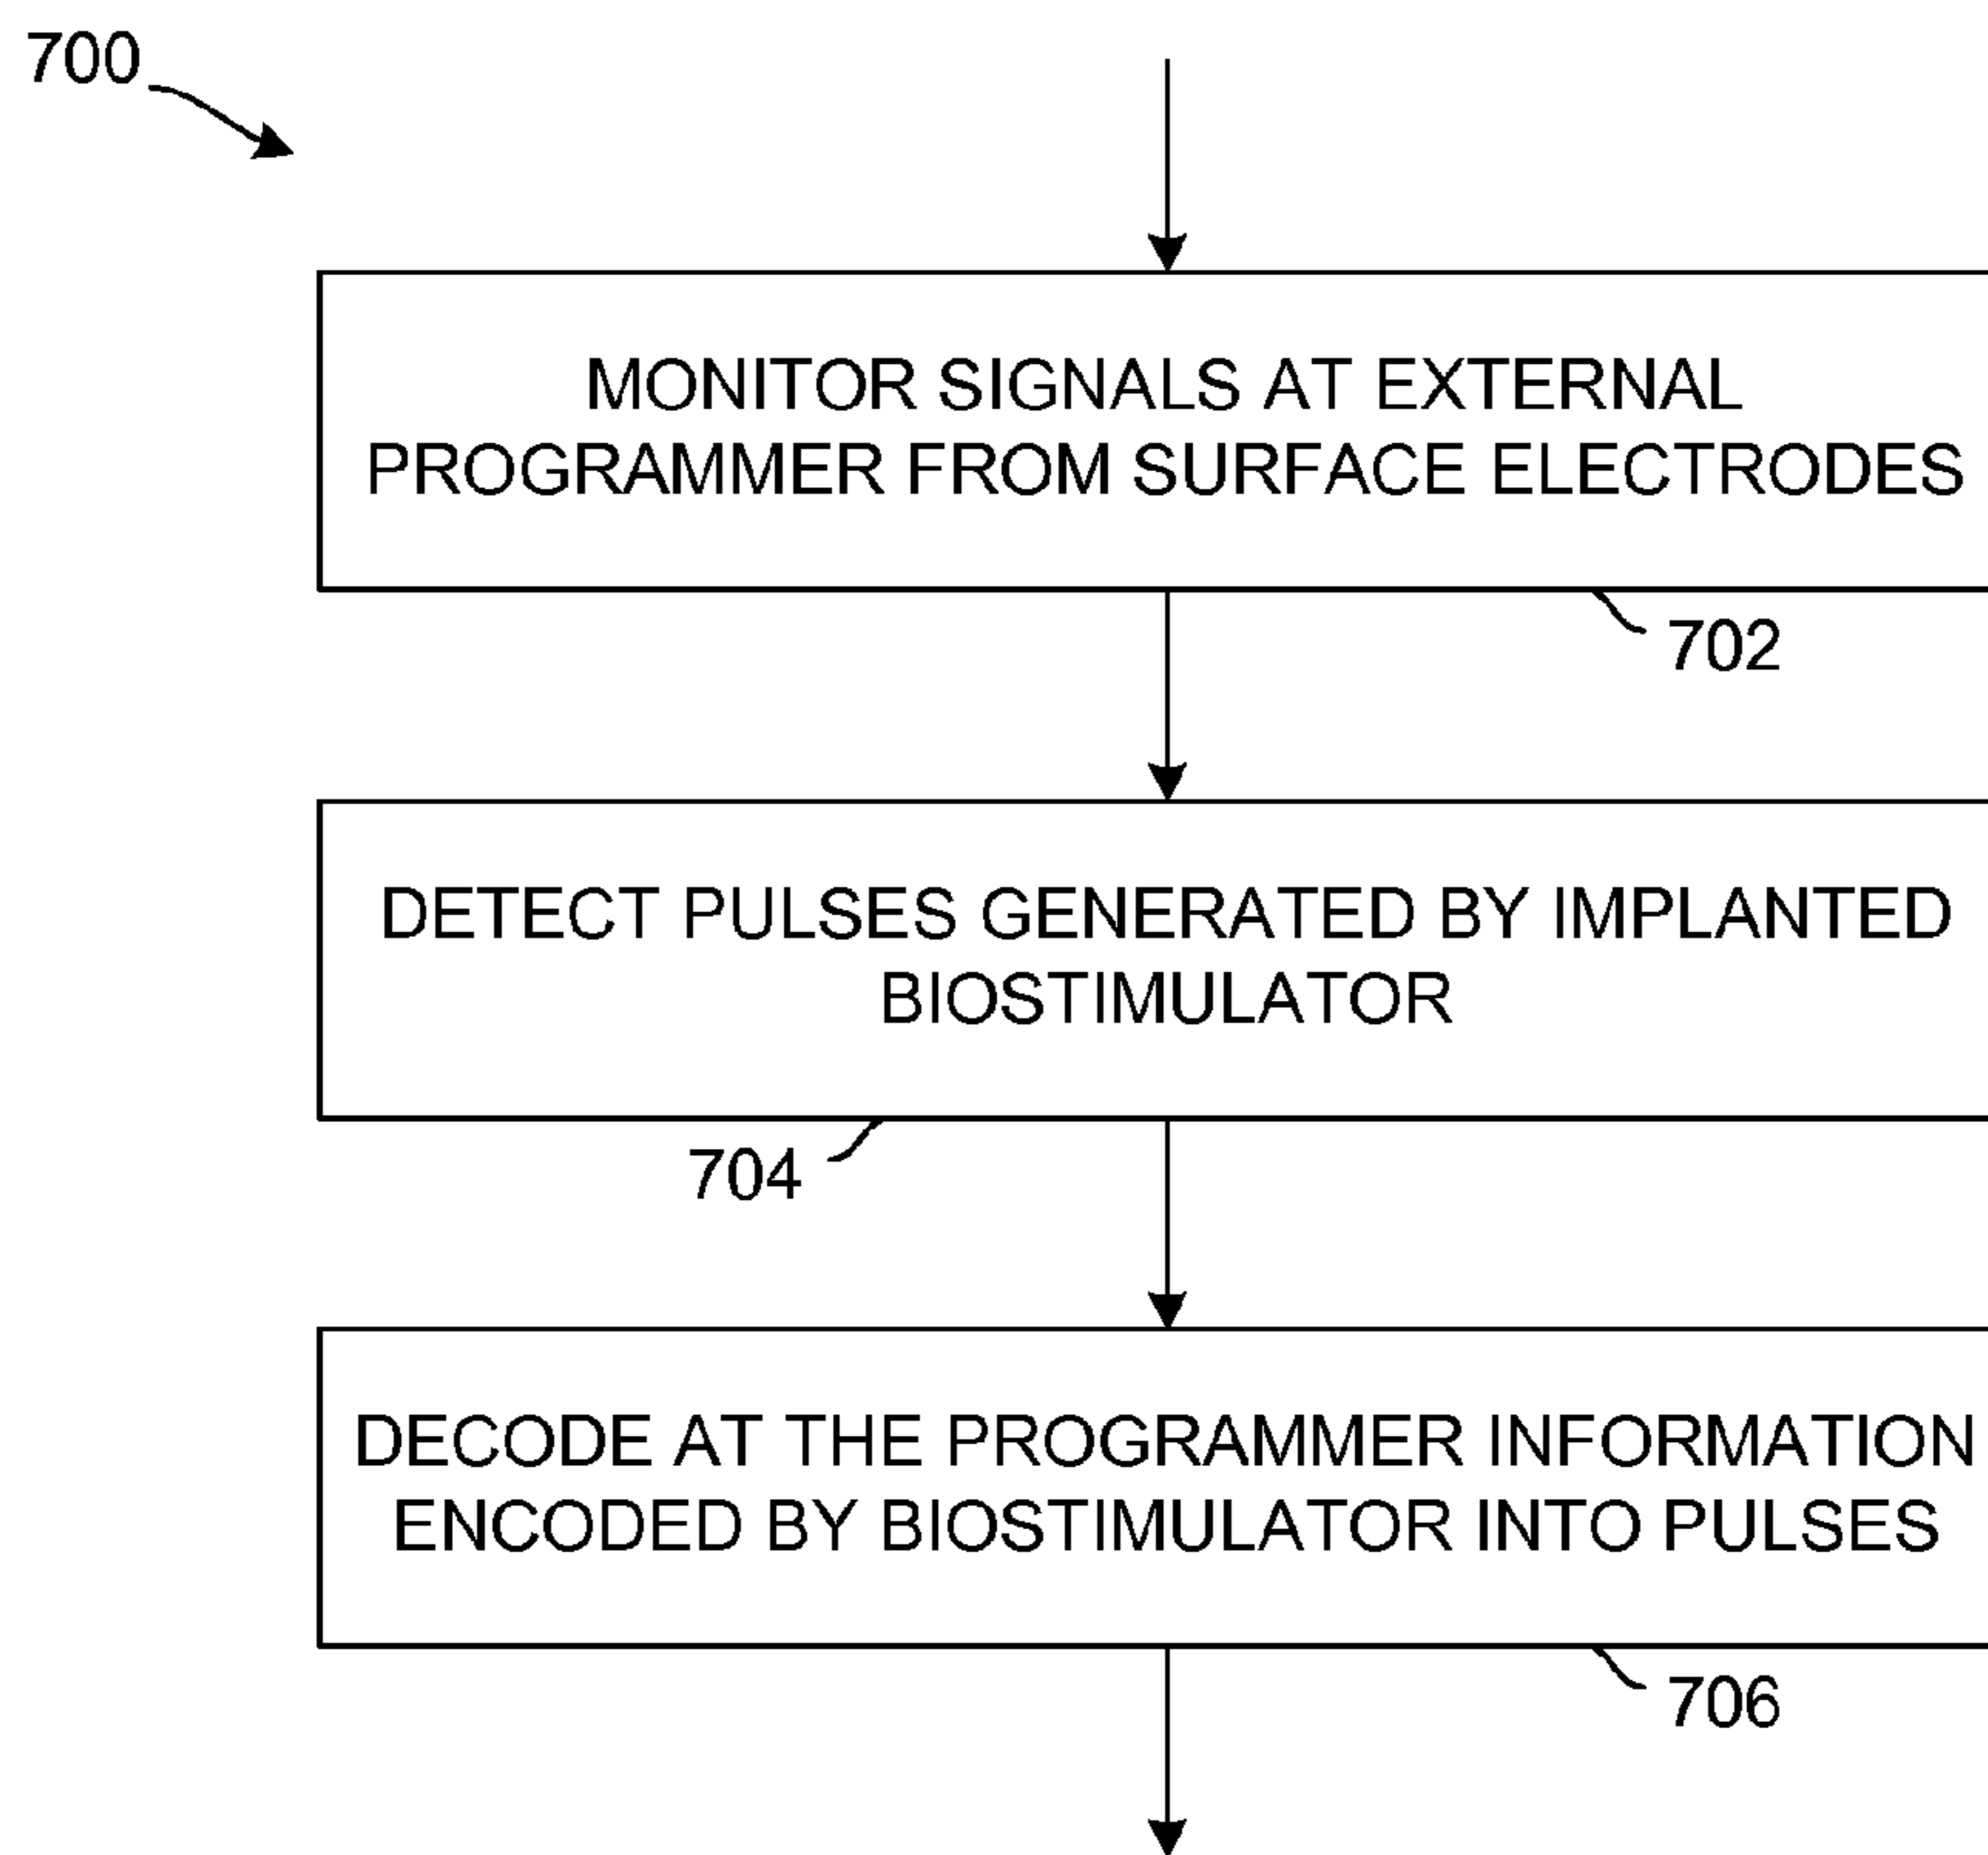 700
MONITOR SIGNALS AT EXTERNAL
PROGRAMMER FROM SURFACE ELECTRODES
702
DETECT PULSES GENERATED BY IMPLANTED
BIOSTIMULATOR
704
DECODE AT THE PROGRAMMER INFORMATION
ENCODED BY BIOSTIMULATOR INTO PULSES
706